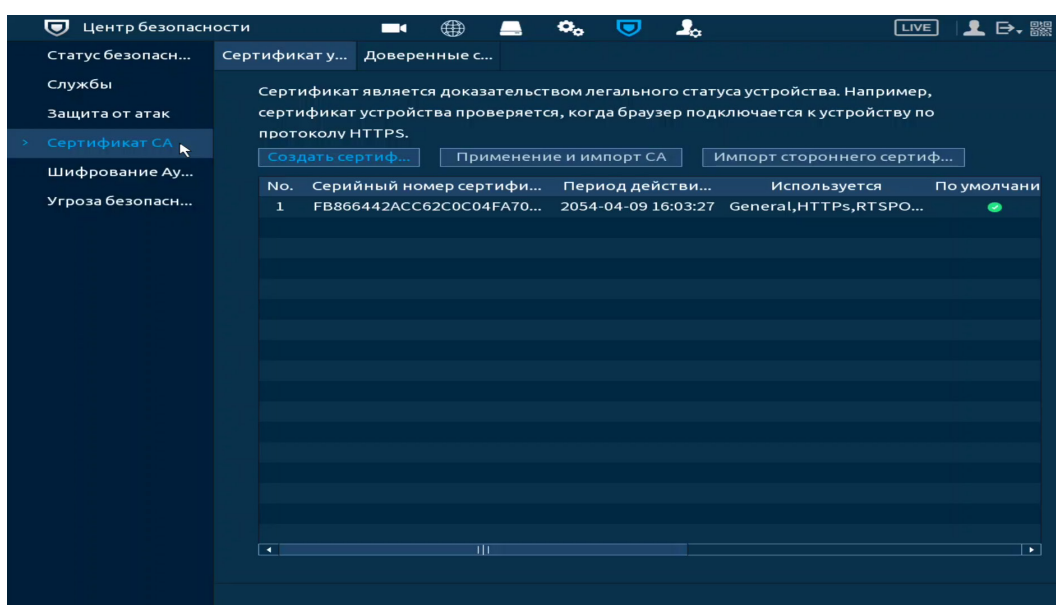 Центр безопасности
LIVE
Статус безопасн...
Службы
Защита от атак
Сертификат CA
Шифрование Ау...
Угроза безопасн...
Сертификат у... Доверенные с...
Сертификат является доказательством легального статуса устройства. Например,
сертификат устройства проверяется, когда браузер подключается к устройству по
протоколу HTTPS.
Создать сертиф... Применение и импорт CA Импорт стороннего сертиф...
No. Серийный номер сертифи... Период действи... Используется По умолчани
1 FB866442ACC62C0C04FA70... 2054-04-09 16:03:27 General,HTTPs,RTSPO...